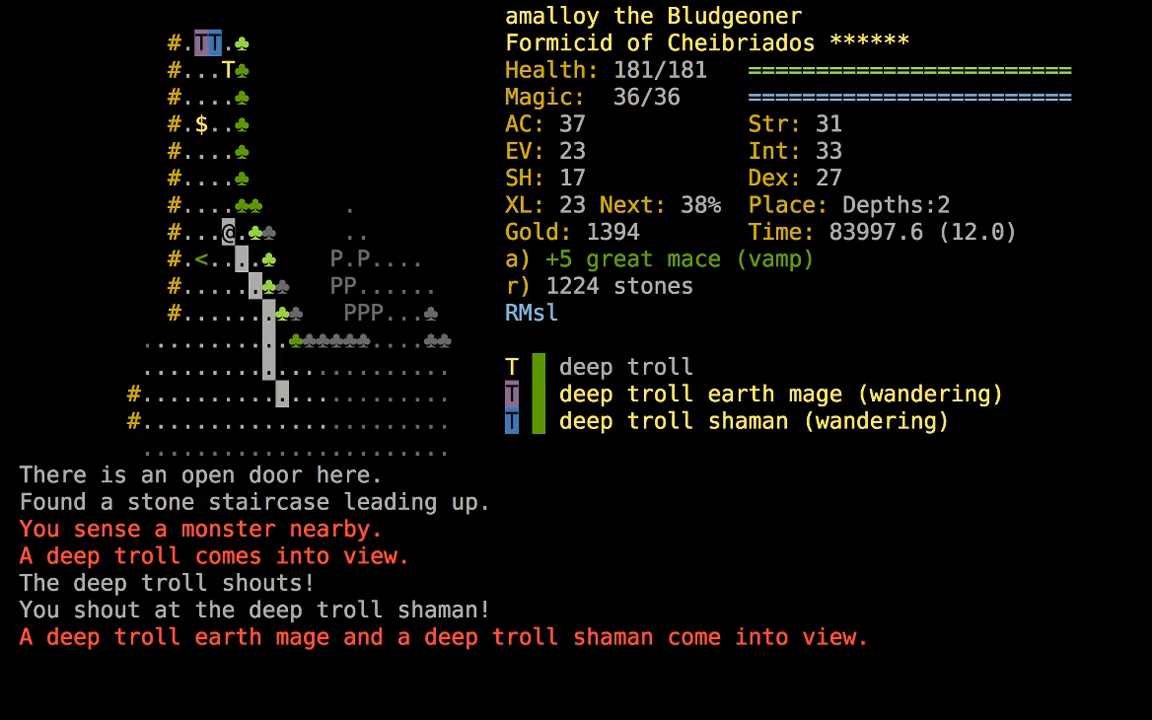 amalloy the Bludgeoner
#.TT.♣ Formicid of Cheibriados ******
#...T♣ Health: 181/181 ========================
#....♣ Magic: 36/36 ========================
#.$..♣ AC: 37 Str: 31
#....♣ EV: 23 Int: 33
#....♣ SH: 17 Dex: 27
#....♣♣ . XL: 23 Next: 38% Place: Depths:2
#...@.♣♣ .. Gold: 1394 Time: 83997.6 (12.0)
#.<....♣ P.P.... a) +5 great mace (vamp)
#......♣♣ PP...... r) 1224 stones
#.......♣♣ PPP...♣ RMsl
...........♣♣♣♣♣♣....♣♣
....................... T deep troll
#....................... T deep troll earth mage (wandering)
#....................... T deep troll shaman (wandering)
.......................
There is an open door here.
Found a stone staircase leading up.
You sense a monster nearby.
A deep troll comes into view.
The deep troll shouts!
You shout at the deep troll shaman!
A deep troll earth mage and a deep troll shaman come into view.